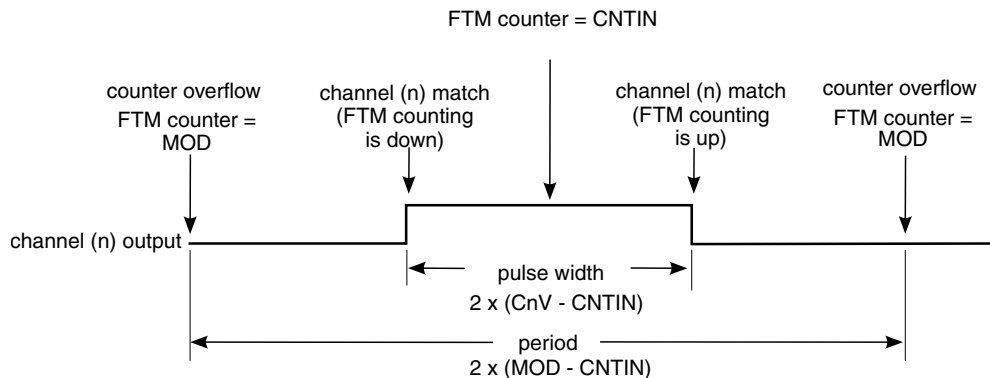 FTM counter = CNTIN
counter overflow
FTM counter =
MOD
channel (n) match
(FTM counting
is down)
channel (n) match
(FTM counting
is up)
counter overflow
FTM counter =
MOD
channel (n) output
pulse width
2 x (CnV - CNTIN)
period
2 x (MOD - CNTIN)